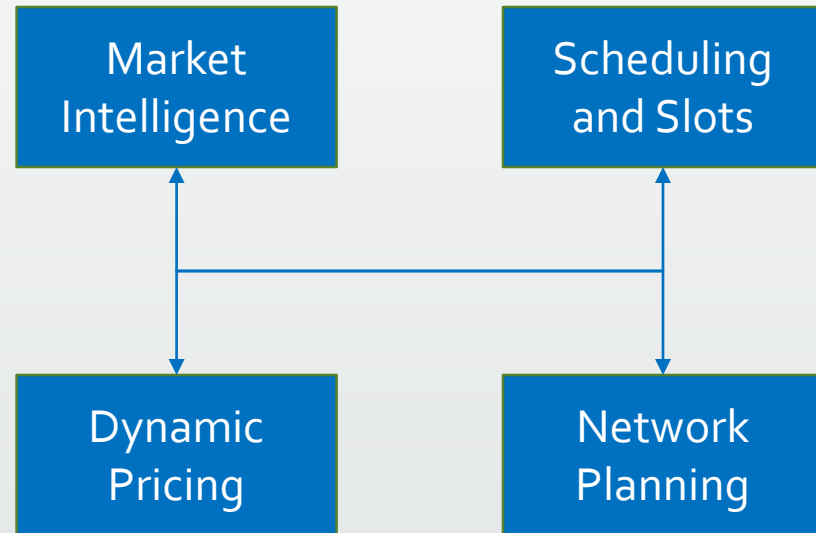 Market
Intelligence
Scheduling
and Slots
Dynamic
Pricing
Network
Planning